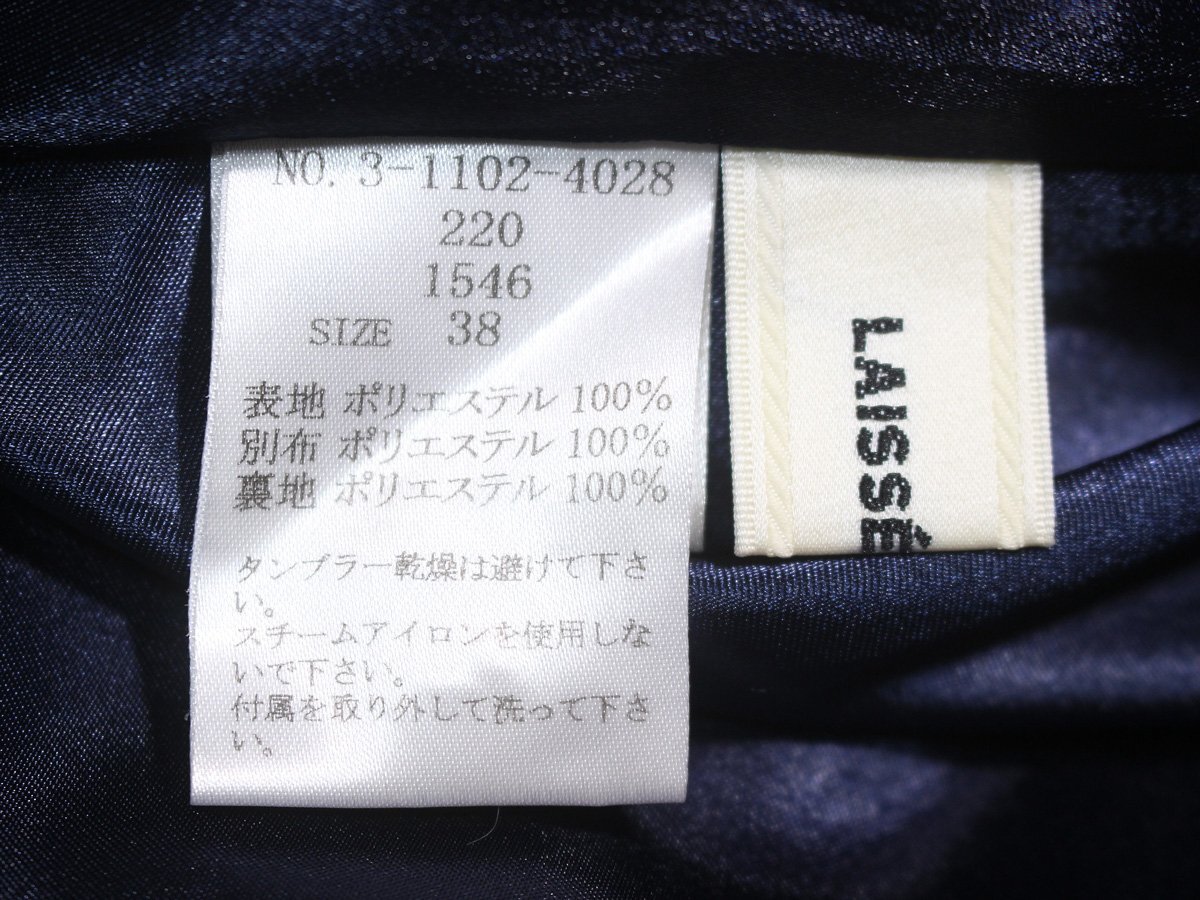 NO. 3-1102-4028
220
1546
SIZE 38
表地 ポリエステル 100%
別布 ポリエステル 100%
裏地 ポリエステル 100%
タンブラー乾燥は避けて下さ
い。
スチームアイロンを使用しな
いで下さい。
付属を取り外して洗って下さ
い。
LAISSÉ